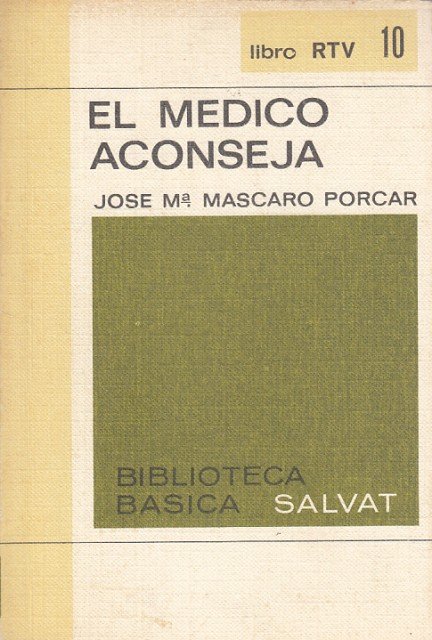 libro RTV 10
EL MEDICO
ACONSEJA
JOSE Mª MASCARO PORCAR
BIBLIOTECA
BASICA SALVAT